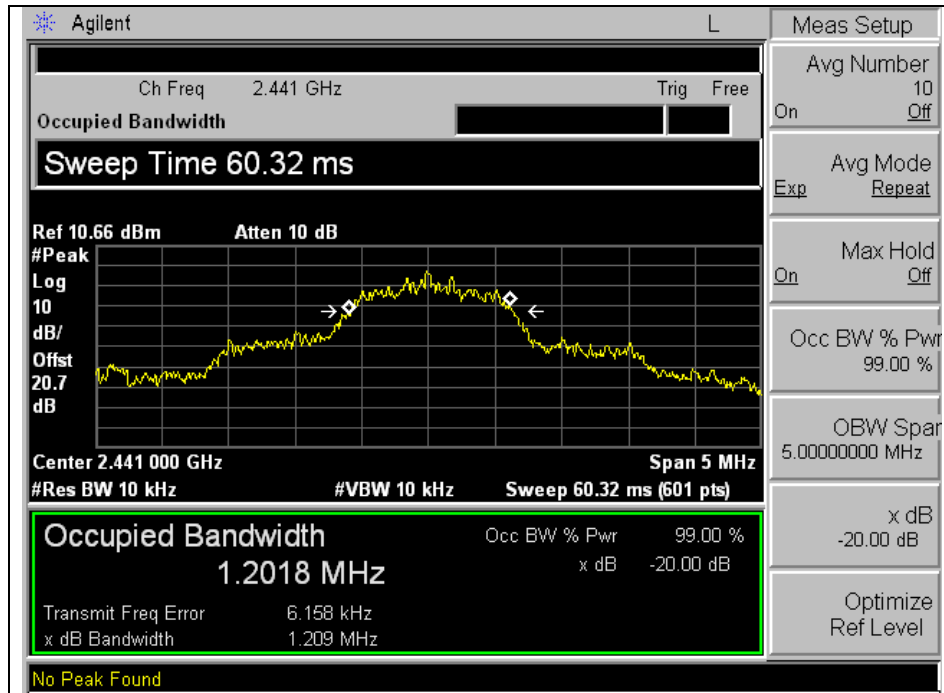 Agilent L Meas Setup
Avg Number
10
On Off
Ch Freq 2.441 GHz Trig Free
Occupied Bandwidth
Sweep Time 60.32 ms
Avg Mode
Exp Repeat
Ref 10.66 dBm Atten 10 dB
#Peak
Log
10
dB/
Offst
20.7
dB
Max Hold
On Off
Occ BW % Pwr
99.00 %
OBW Span
5.00000000 MHz
Center 2.441 000 GHz Span 5 MHz
#Res BW 10 kHz #VBW 10 kHz Sweep 60.32 ms (601 pts)
Occupied Bandwidth Occ BW % Pwr 99.00 %
1.2018 MHz x dB -20.00 dB
Transmit Freq Error 6.158 kHz
x dB Bandwidth 1.209 MHz
x dB
-20.00 dB
Optimize
Ref Level
No Peak Found